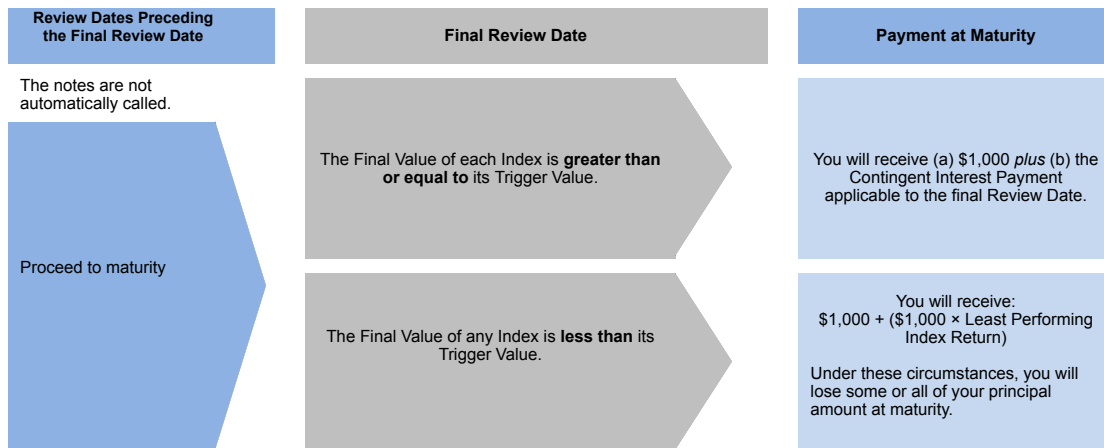 Review Dates Preceding
the Final Review Date
Final Review Date
Payment at Maturity
The notes are not
automatically called.
Proceed to maturity
The Final Value of each Index is greater than
or equal to its Trigger Value.
You will receive (a) $1,000 plus (b) the
Contingent Interest Payment
applicable to the final Review Date.
The Final Value of any Index is less than its
Trigger Value.
You will receive:
$1,000 + ($1,000 × Least Performing
Index Return)
Under these circumstances, you will
lose some or all of your principal
amount at maturity.